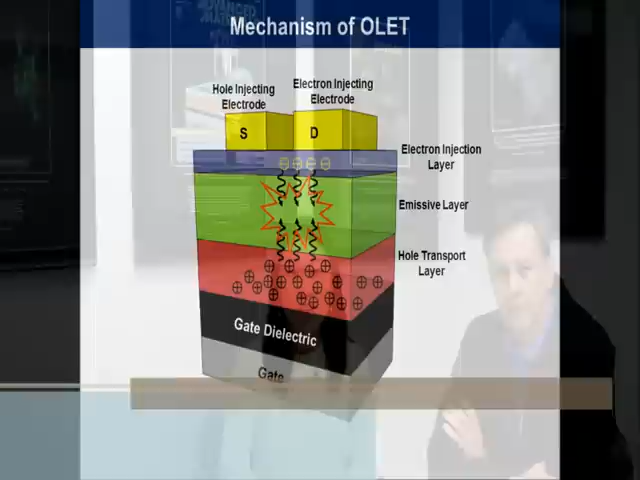 Mechanism of OLET
Hole Injecting
Electrode
Electron Injecting
Electrode
S
D
Electron Injection
Layer
Emissive Layer
Hole Transport
Layer
Gate Dielectric
Gate